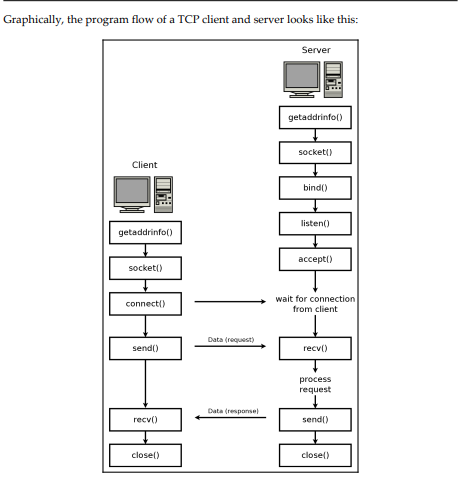 Graphically, the program flow of a TCP client and server looks like this:
Server
getaddrinfo()
socket()
bind()
listen()
accept()
wait for connection
from client
recv()
process
request
send()
close()
Client
getaddrinfo()
socket()
connect()
send()
recv()
close()
Data (request)
Data (response)